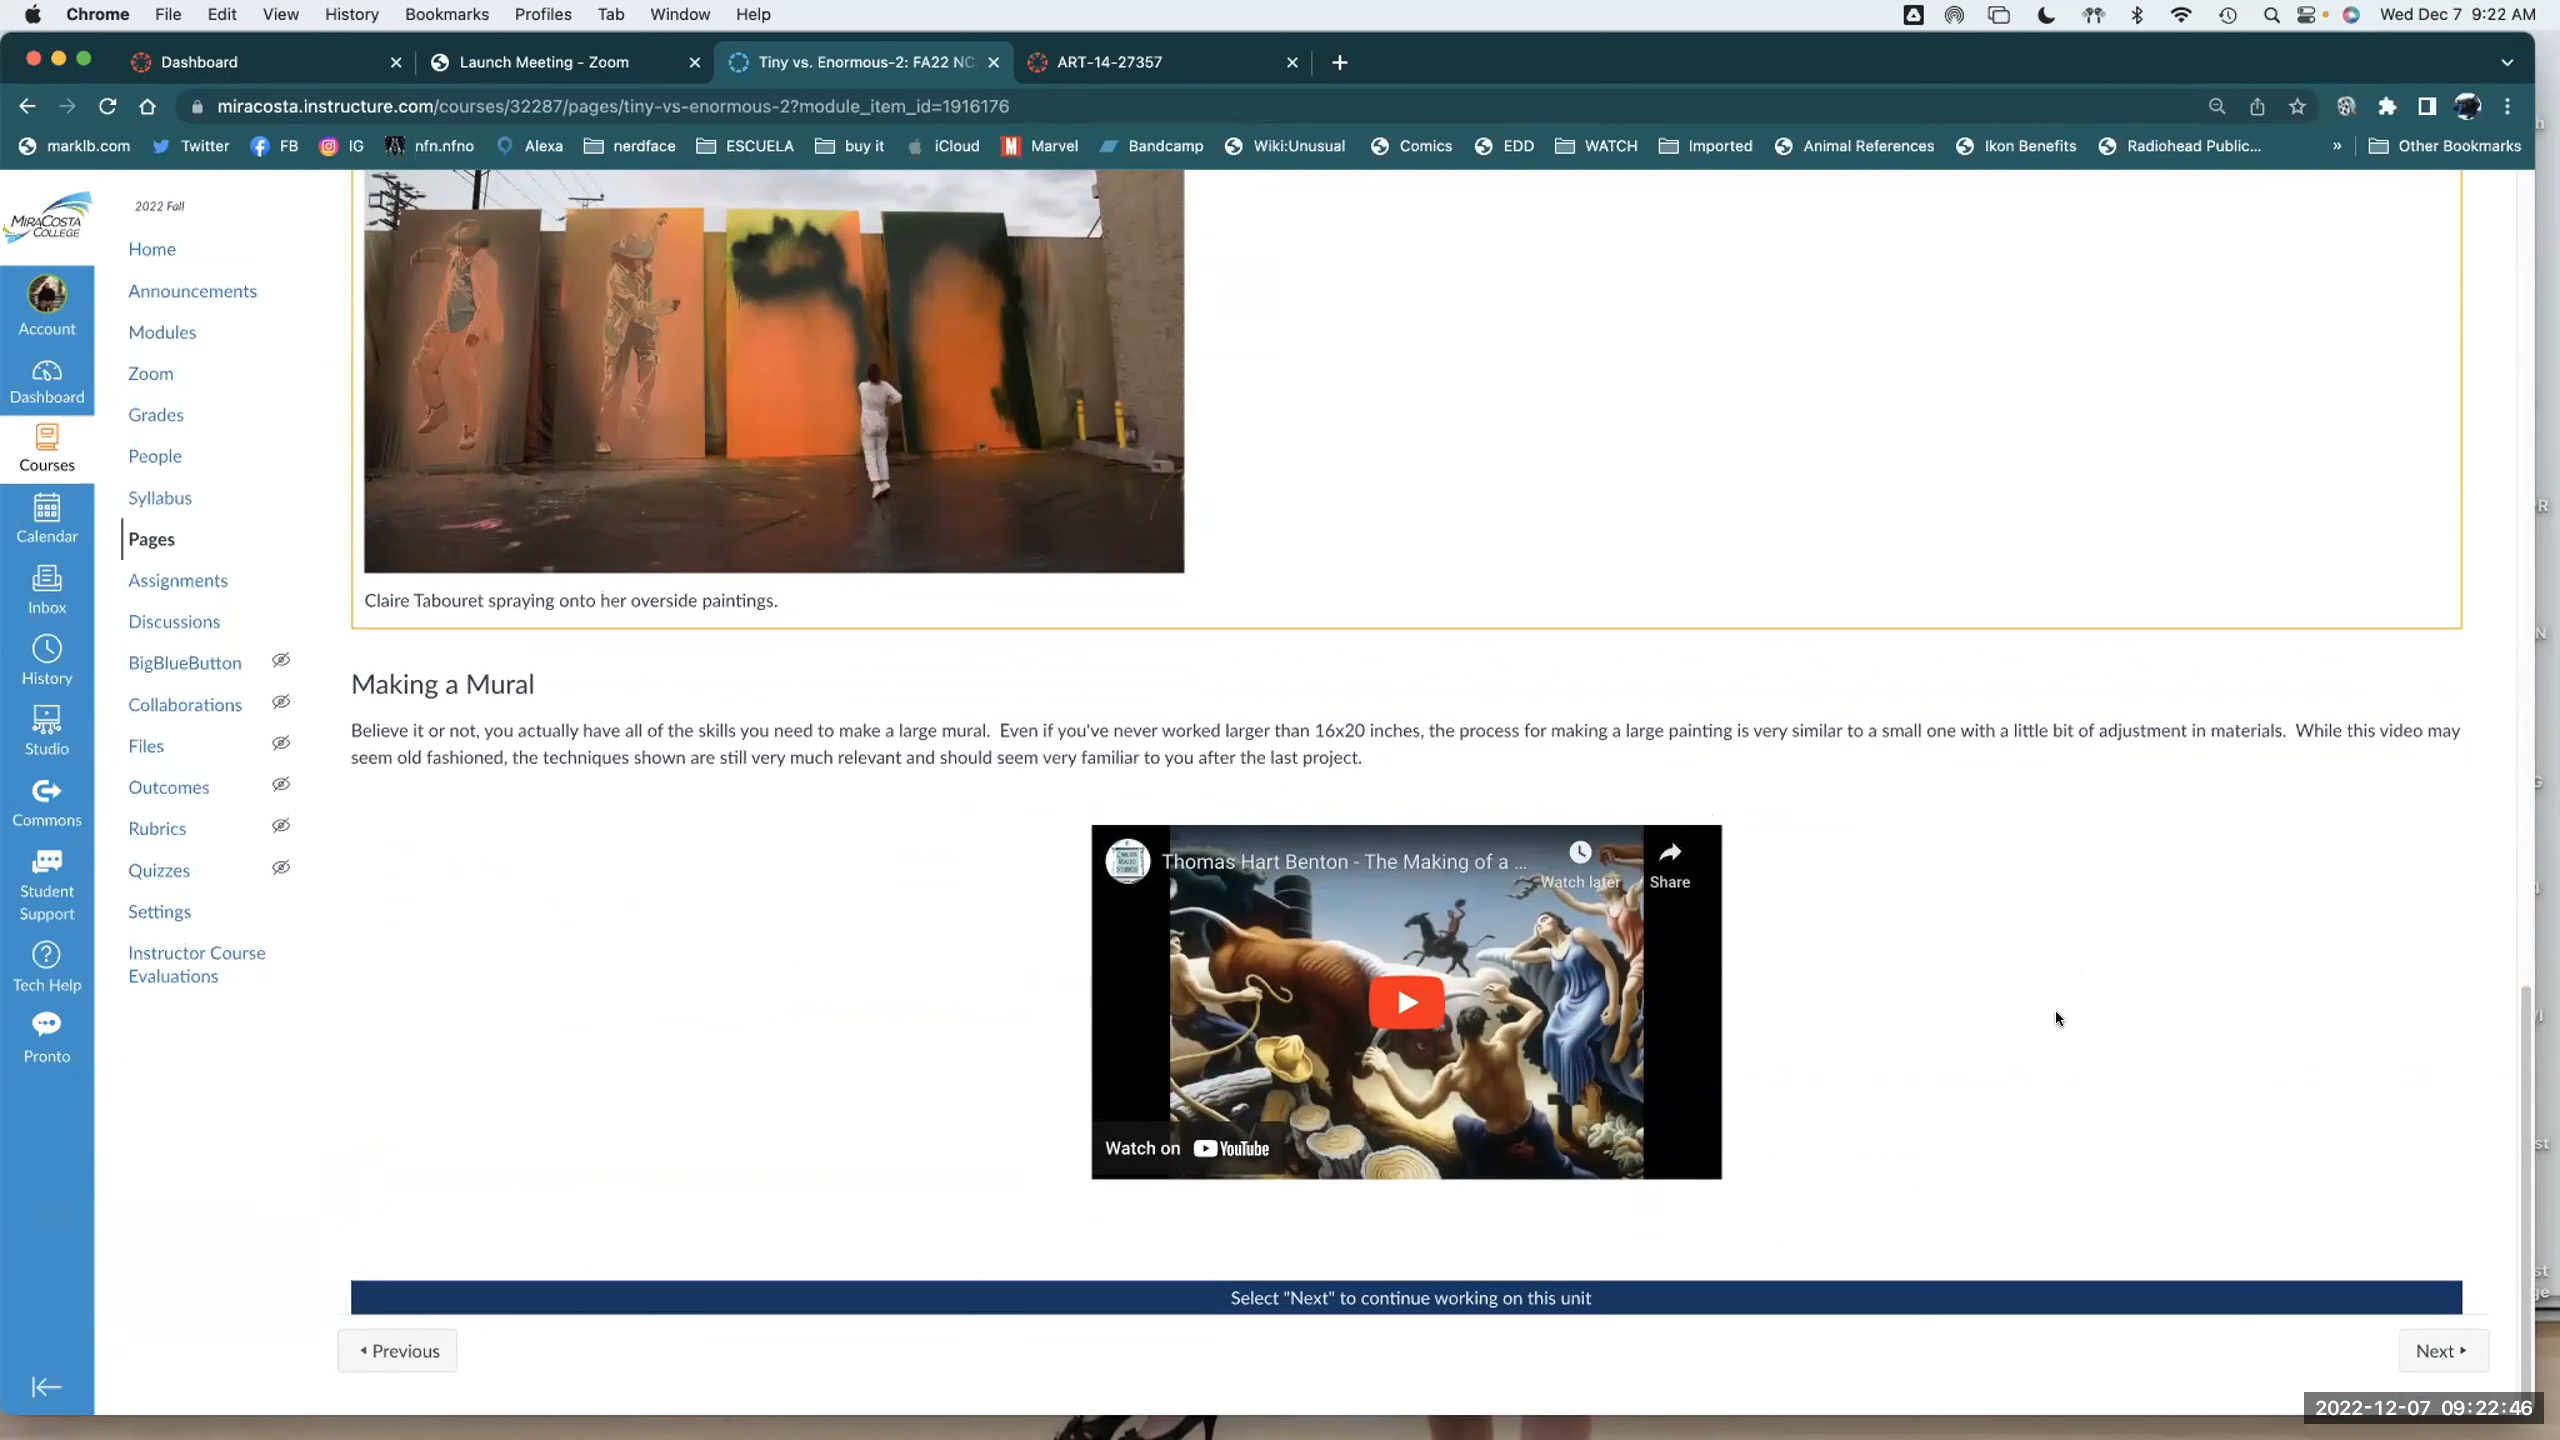 Chrome File Edit View History Bookmarks Profiles Tab Window Help Wed Dec 7 9:22 AM
Dashboard Launch Meeting - Zoom Tiny vs. Enormous-2: FA22 NC ART-14-27357
miracosta.instructure.com/courses/32287/pages/tiny-vs-enormous-2?module_item_id=1916176
marklb.com Twitter FB IG nfn.nfno Alexa nerdface ESCUELA buy it iCloud Marvel Bandcamp Wiki:Unusual Comics EDD WATCH Imported Animal References Ikon Benefits Radiohead Public... » Other Bookmarks
MIRACOSTA
COLLEGE
Account
Dashboard
Courses
Calendar
Inbox
History
Studio
Commons
Student
Support
Tech Help
Pronto
2022 Fall
Home
Announcements
Modules
Zoom
Grades
People
Syllabus
Pages
Assignments
Discussions
BigBlueButton
Collaborations
Files
Outcomes
Rubrics
Quizzes
Settings
Instructor Course
Evaluations
Claire Tabouret spraying onto her overside paintings.
Making a Mural
Believe it or not, you actually have all of the skills you need to make a large mural. Even if you've never worked larger than 16x20 inches, the process for making a large painting is very similar to a small one with a little bit of adjustment in materials. While this video may
seem old fashioned, the techniques shown are still very much relevant and should seem very familiar to you after the last project.
Thomas Hart Benton - The Making of a ...
Watch later
Share
Watch on YouTube
Select "Next" to continue working on this unit
Previous
Next
2022-12-07 09:22:46